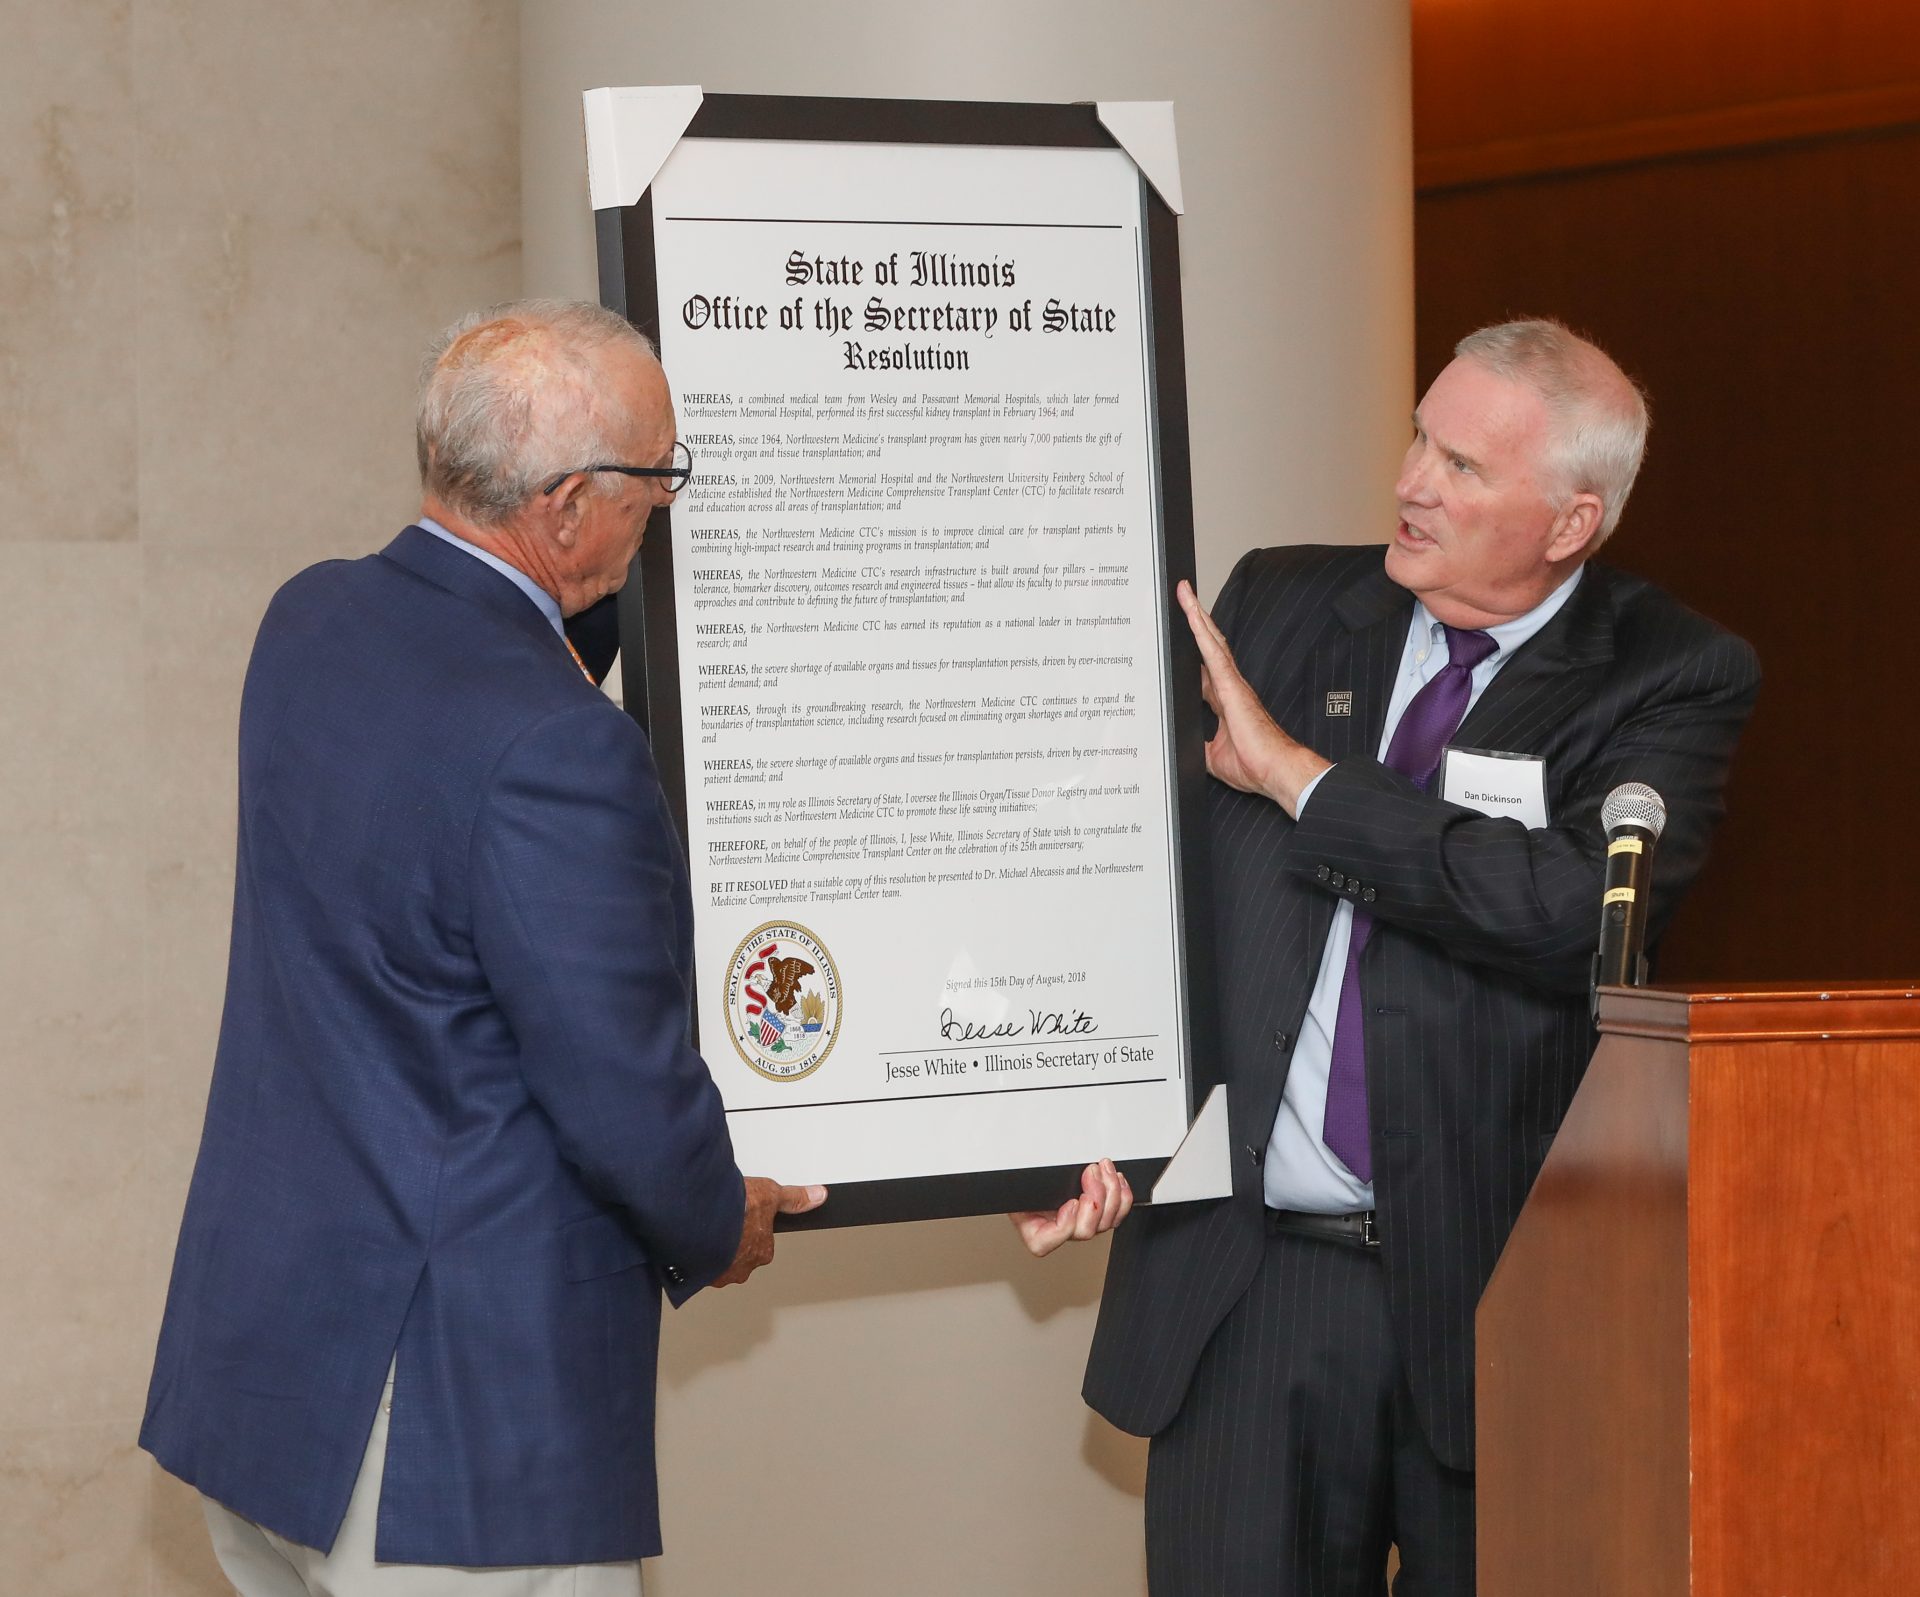 State of Illinois
Office of the Secretary of State
Resolution
WHEREAS, a combined medical team from Wesley and Passavant Memorial Hospitals, which later formed
Northwestern Memorial Hospital, performed its first successful kidney transplant in February 1964; and
WHEREAS, since 1964, Northwestern Medicine's transplant program has given nearly 7,000 patients the gift of
life through organ and tissue transplantation; and
WHEREAS, in 2009, Northwestern Memorial Hospital and the Northwestern University Feinberg School of
Medicine established the Northwestern Medicine Comprehensive Transplant Center (CTC) to facilitate research
and education across all areas of transplantation; and
WHEREAS, the Northwestern Medicine CTC's mission is to improve clinical care for transplant patients by
combining high-impact research and training programs in transplantation; and
WHEREAS, the Northwestern Medicine CTC's research infrastructure is built around four pillars – immune
tolerance, biomarker discovery, outcomes research and engineered tissues – that allow its faculty to pursue innovative
approaches and contribute to defining the future of transplantation; and
WHEREAS, the Northwestern Medicine CTC has earned its reputation as a national leader in transplantation
research; and
WHEREAS, the severe shortage of available organs and tissues for transplantation persists, driven by ever-increasing
patient demand; and
WHEREAS, through its groundbreaking research, the Northwestern Medicine CTC continues to expand the
boundaries of transplantation science, including research focused on eliminating organ shortages and organ rejection;
and
WHEREAS, the severe shortage of available organs and tissues for transplantation persists, driven by ever-increasing
patient demand; and
WHEREAS, in my role as Illinois Secretary of State, I oversee the Illinois Organ/Tissue Donor Registry and work with
institutions such as Northwestern Medicine CTC to promote these life saving initiatives;
THEREFORE, on behalf of the people of Illinois, I, Jesse White, Illinois Secretary of State wish to congratulate the
Northwestern Medicine Comprehensive Transplant Center on the celebration of its 25th anniversary;
BE IT RESOLVED that a suitable copy of this resolution be presented to Dr. Michael Abecassis and the Northwestern
Medicine Comprehensive Transplant Center team.
SEAL OF THE STATE OF ILLINOIS
1868
1818
AUG. 26TH 1818
Signed this 15th Day of August, 2018
Jesse White
Jesse White • Illinois Secretary of State
DONATE
LIFE
Dan Dickinson
SHURE
Shure 1